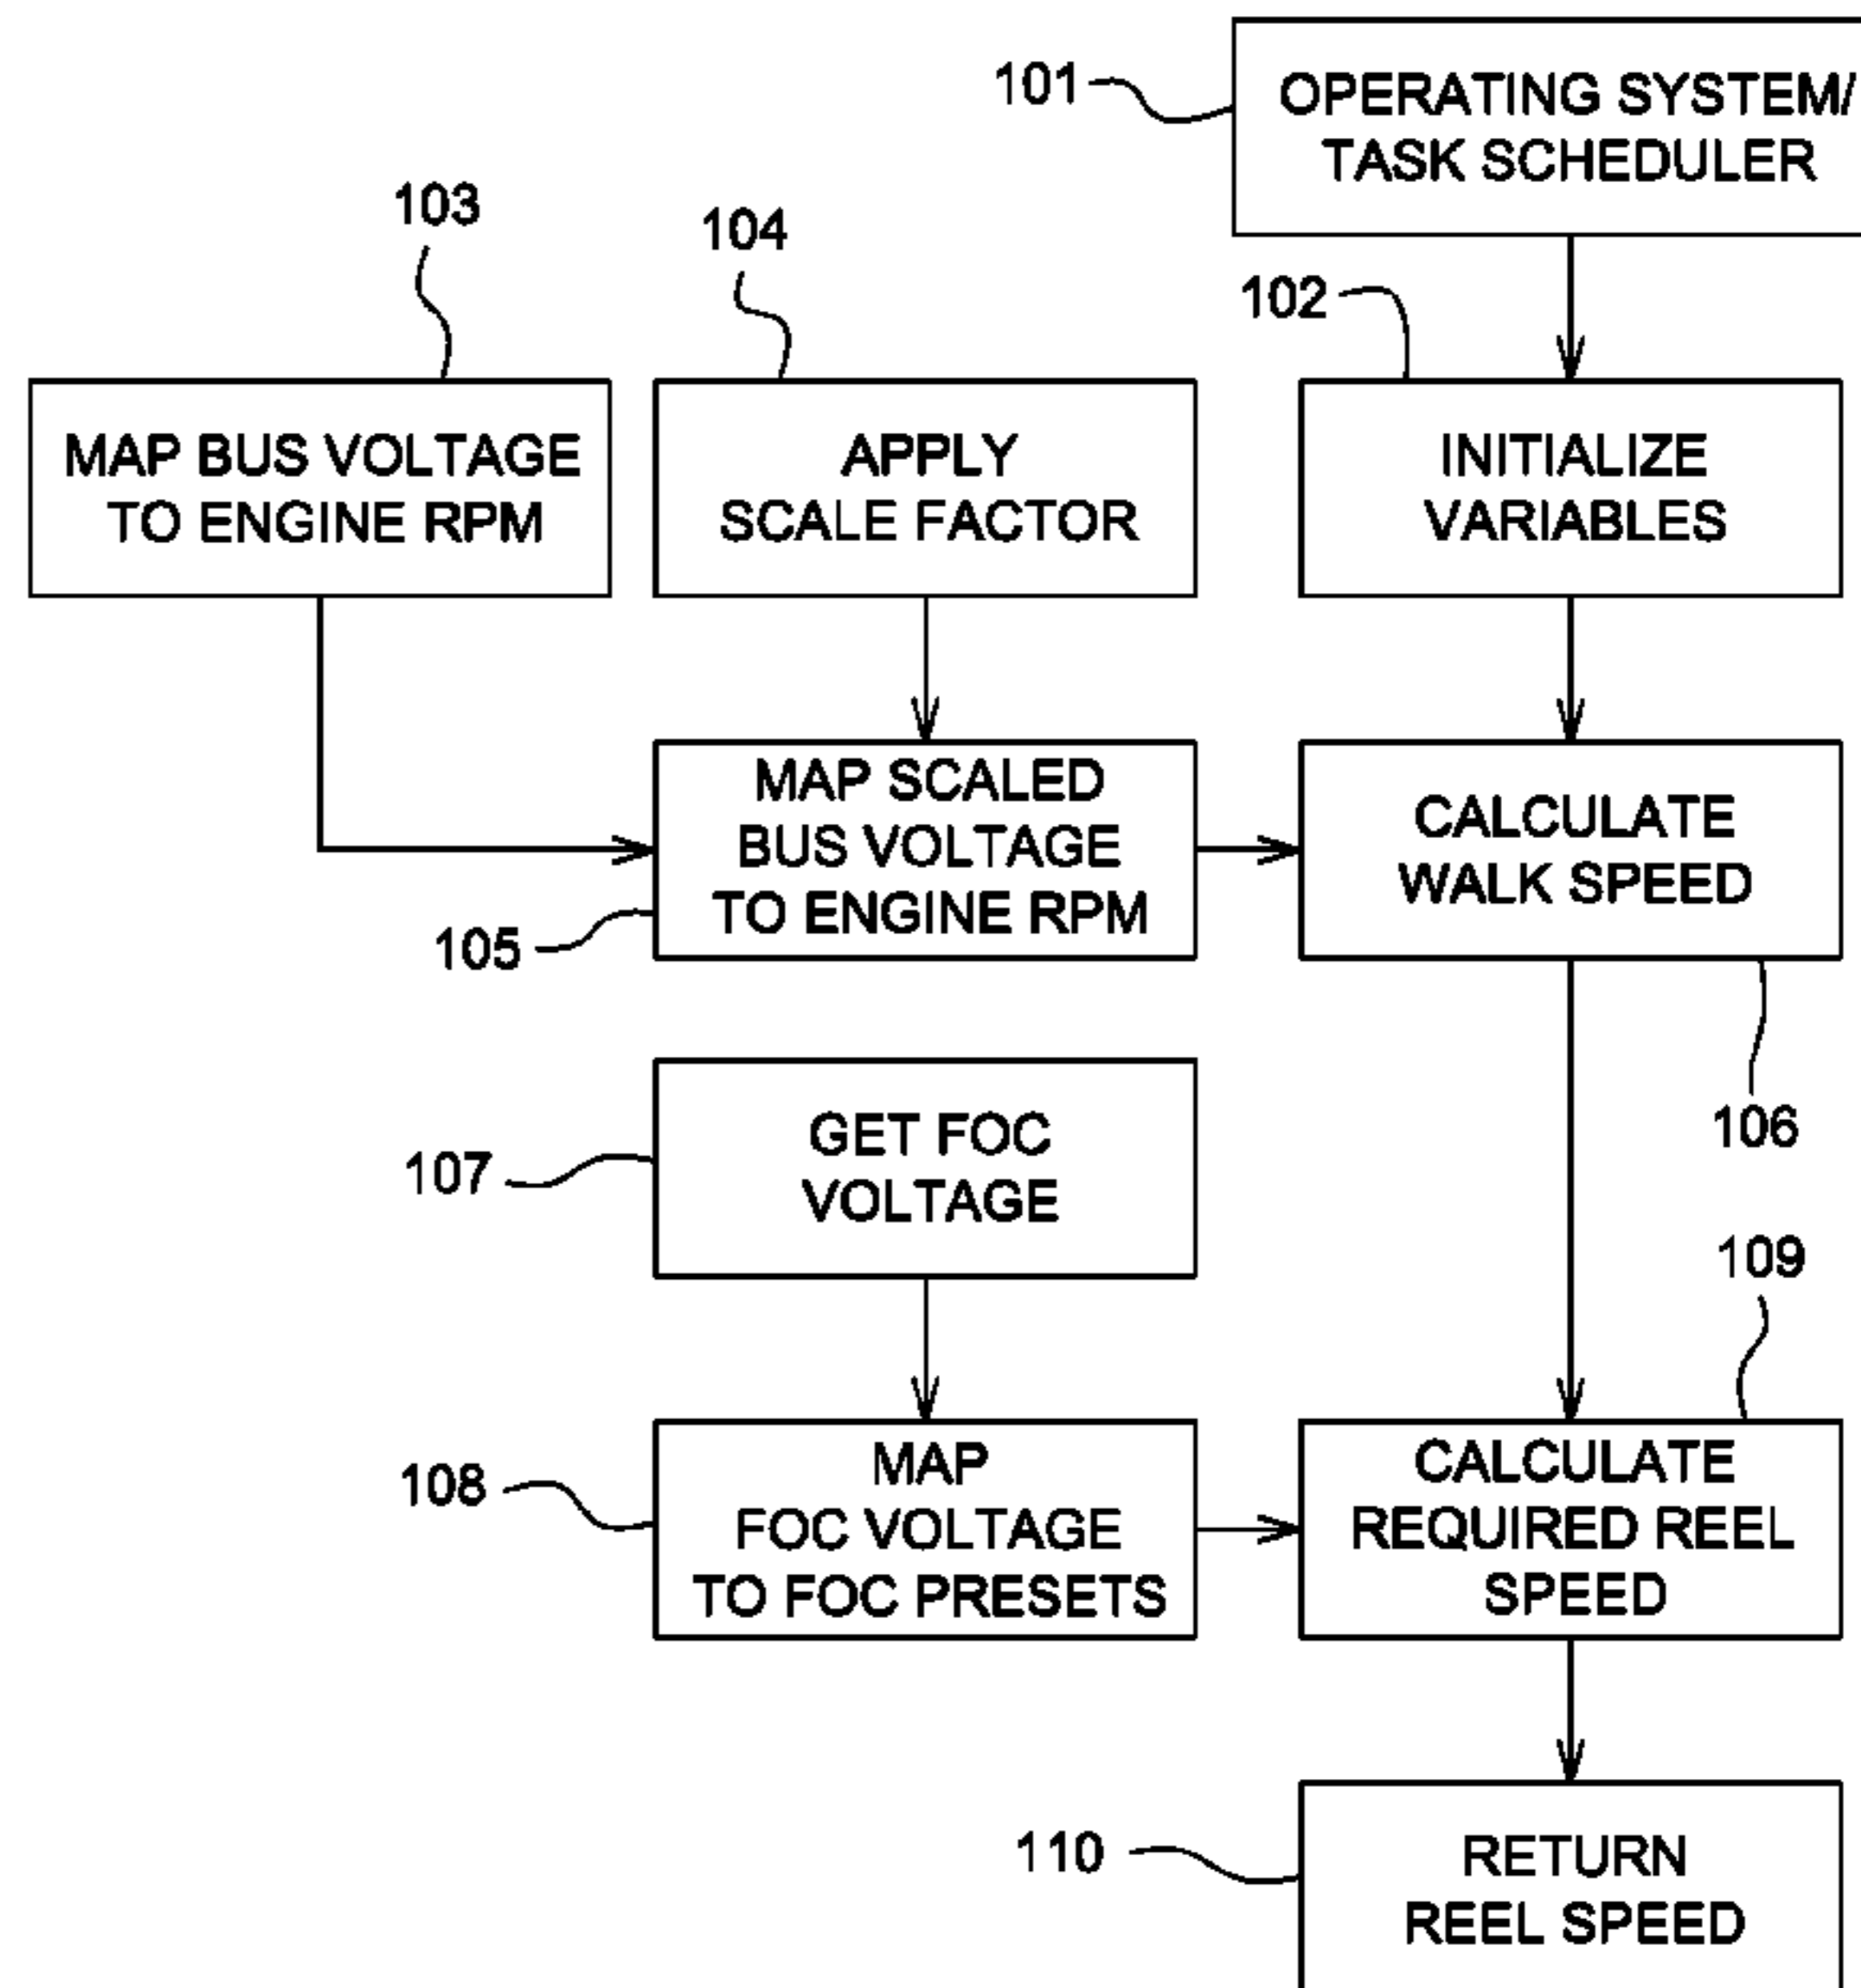 101
OPERATING SYSTEM/
TASK SCHEDULER
103
104
102
MAP BUS VOLTAGE
TO ENGINE RPM
APPLY
SCALE FACTOR
INITIALIZE
VARIABLES
MAP SCALED
BUS VOLTAGE
TO ENGINE RPM
105
CALCULATE
WALK SPEED
106
107
GET FOC
VOLTAGE
109
108
MAP
FOC VOLTAGE
TO FOC PRESETS
CALCULATE
REQUIRED REEL
SPEED
110
RETURN
REEL SPEED